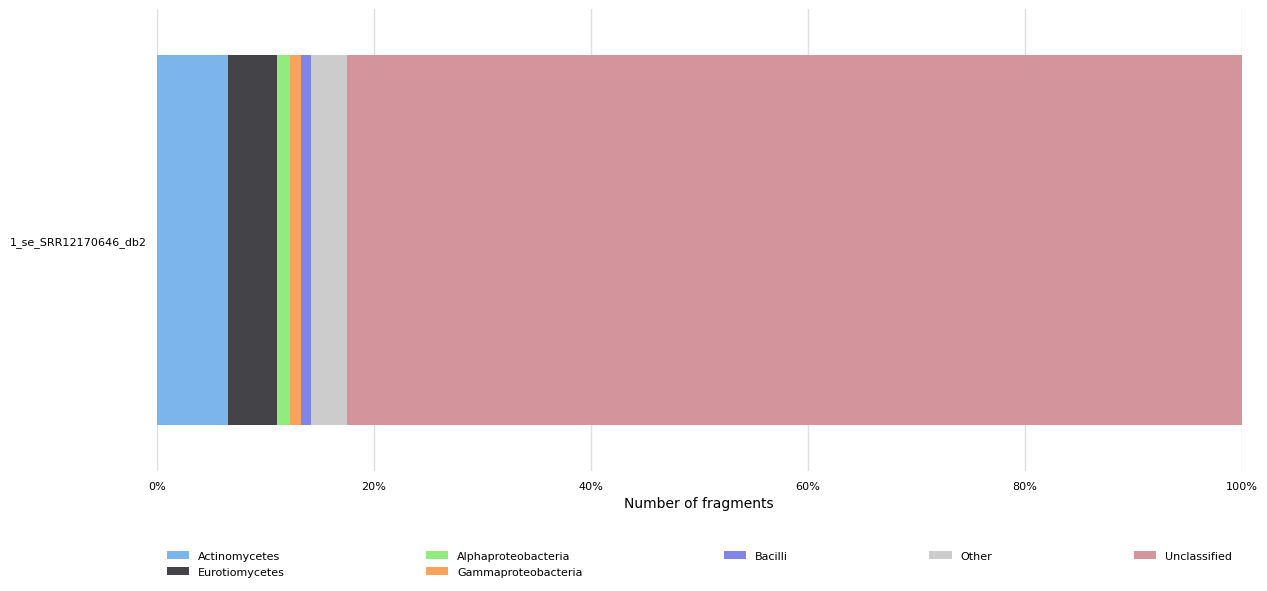 1_se_SRR12170646_db2
0% 20% 40% 60% 80% 100%
Number of fragments
Actinomycetes Alphaproteobacteria Bacilli Other Unclassified
Eurotiomycetes Gammaproteobacteria